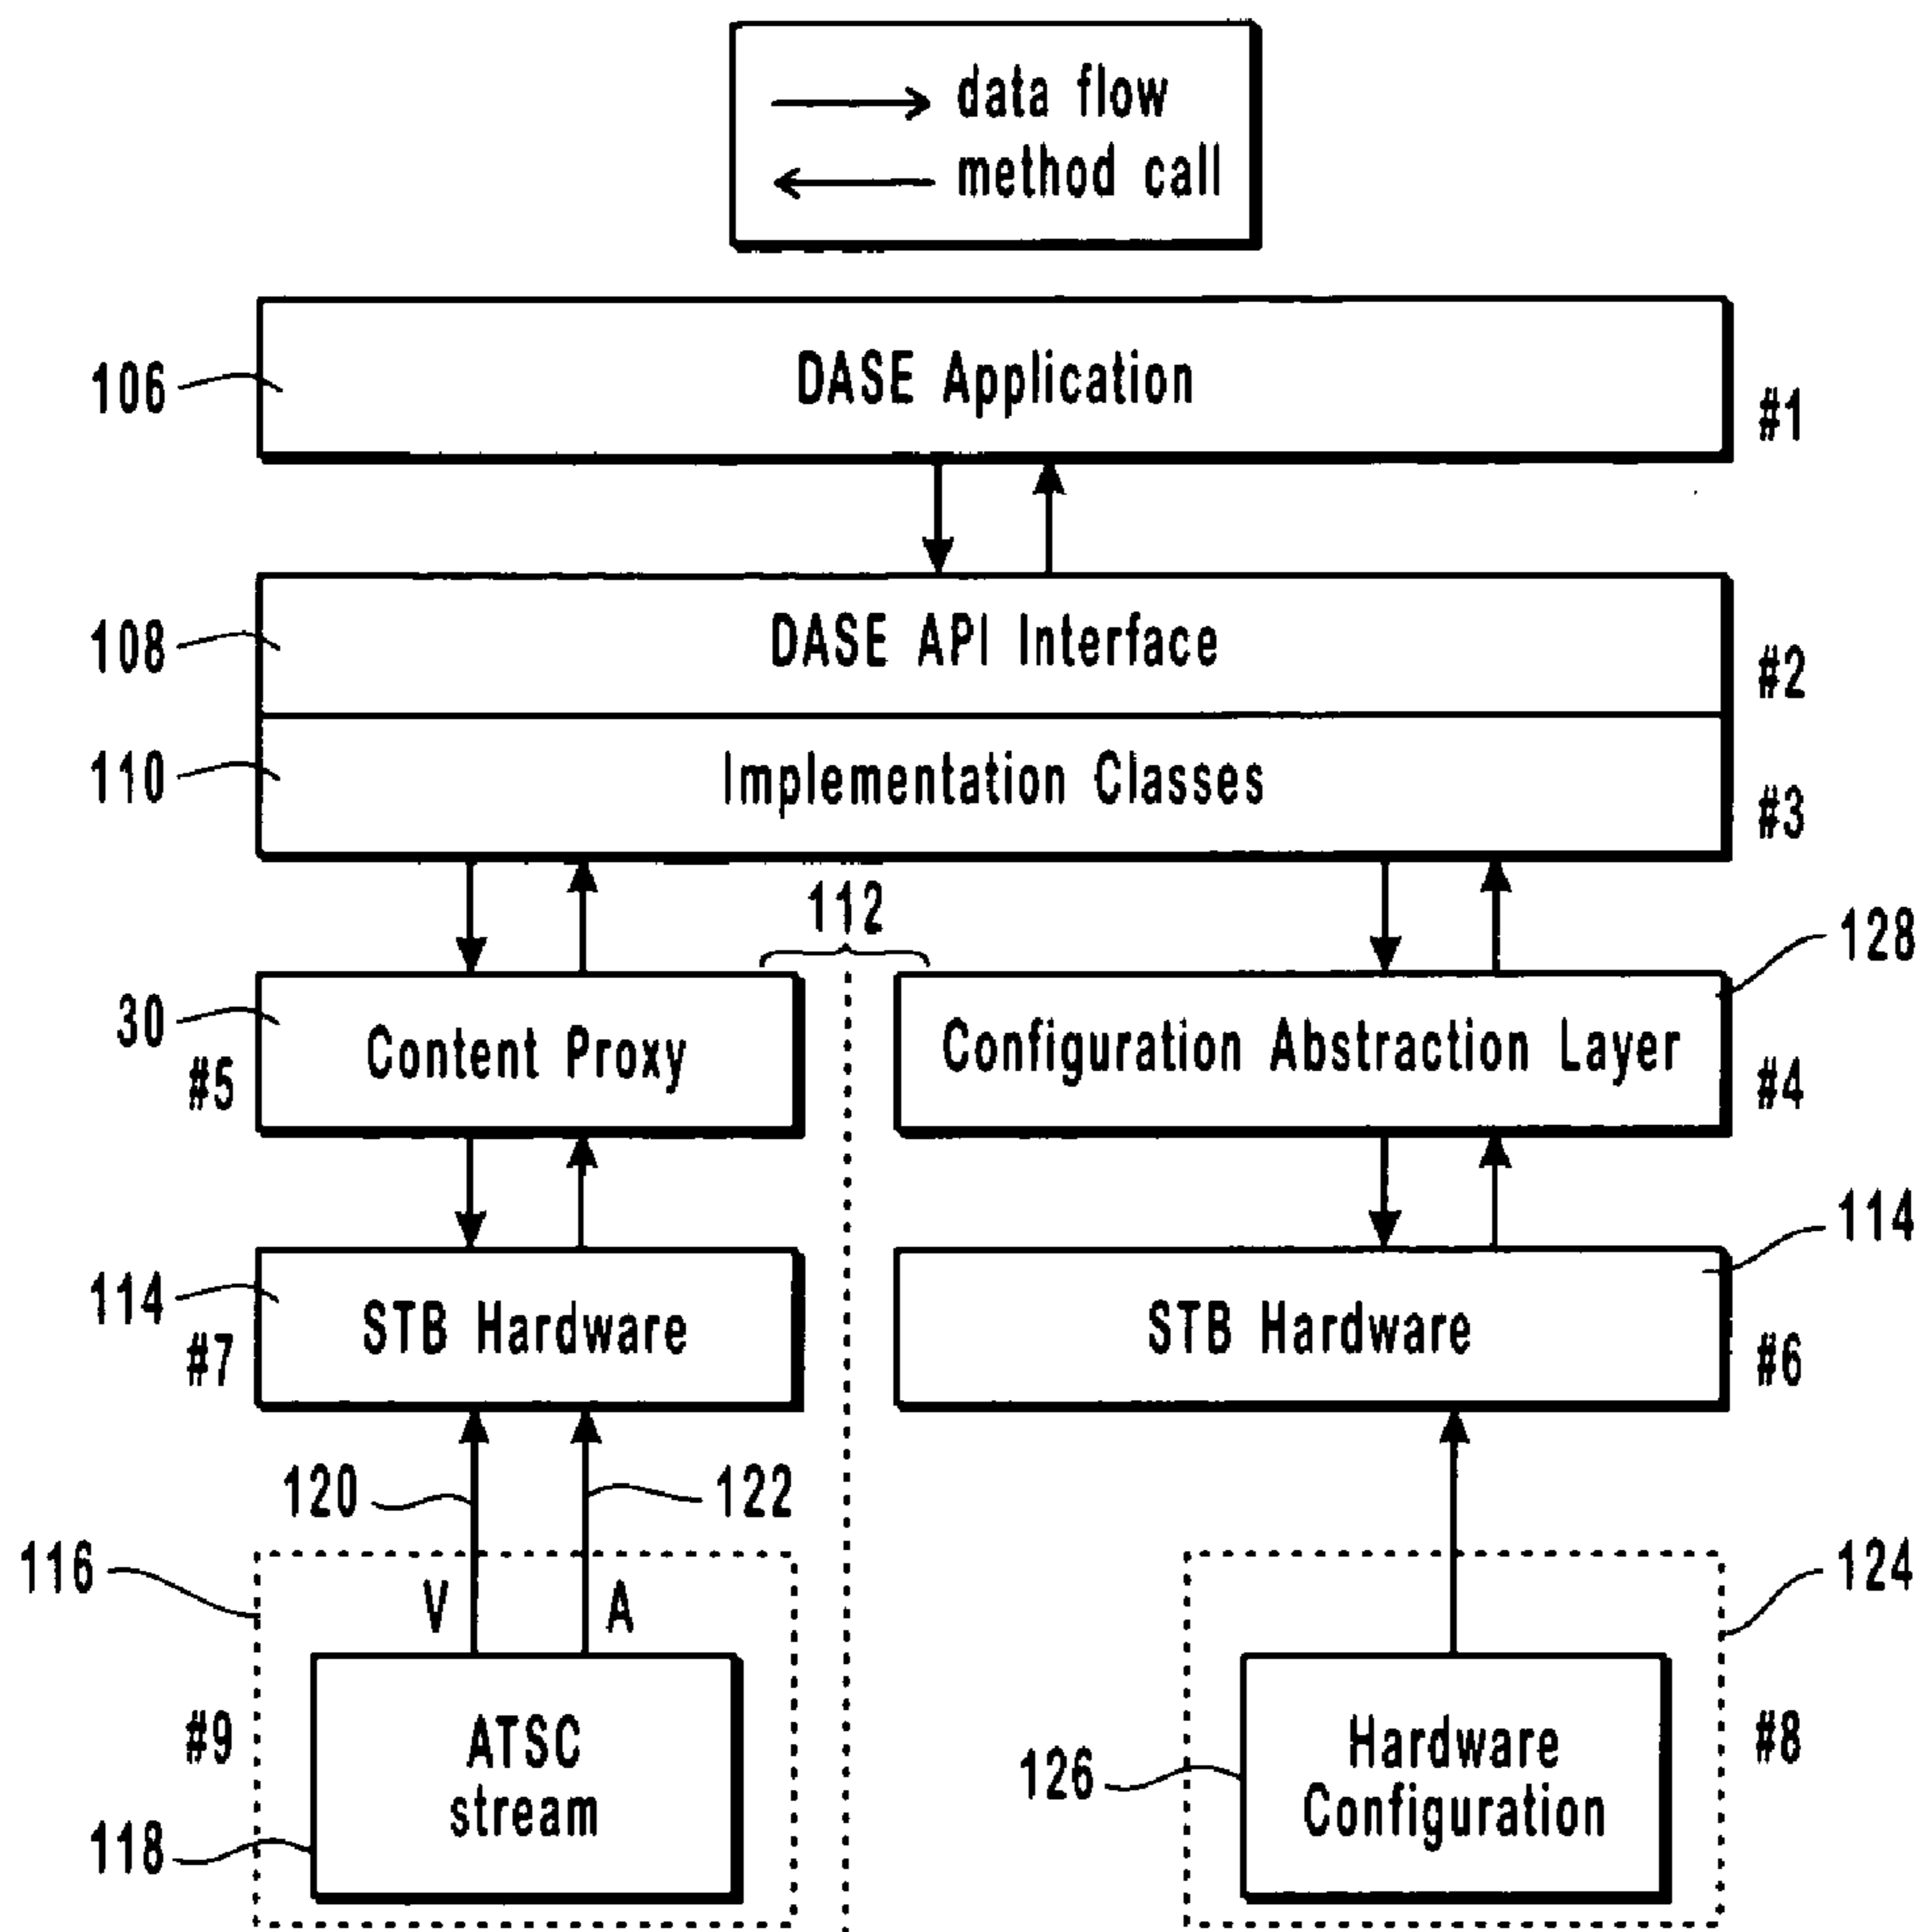 data flow
method call
DASE Application
106
#1
DASE API Interface
108
#2
Implementation Classes
110
#3
112
128
30
Content Proxy
#5
Configuration Abstraction Layer
#4
114
114
STB Hardware
#7
STB Hardware
#6
120
122
116
124
V
A
#9
ATSC
stream
118
126
Hardware
Configuration
#8